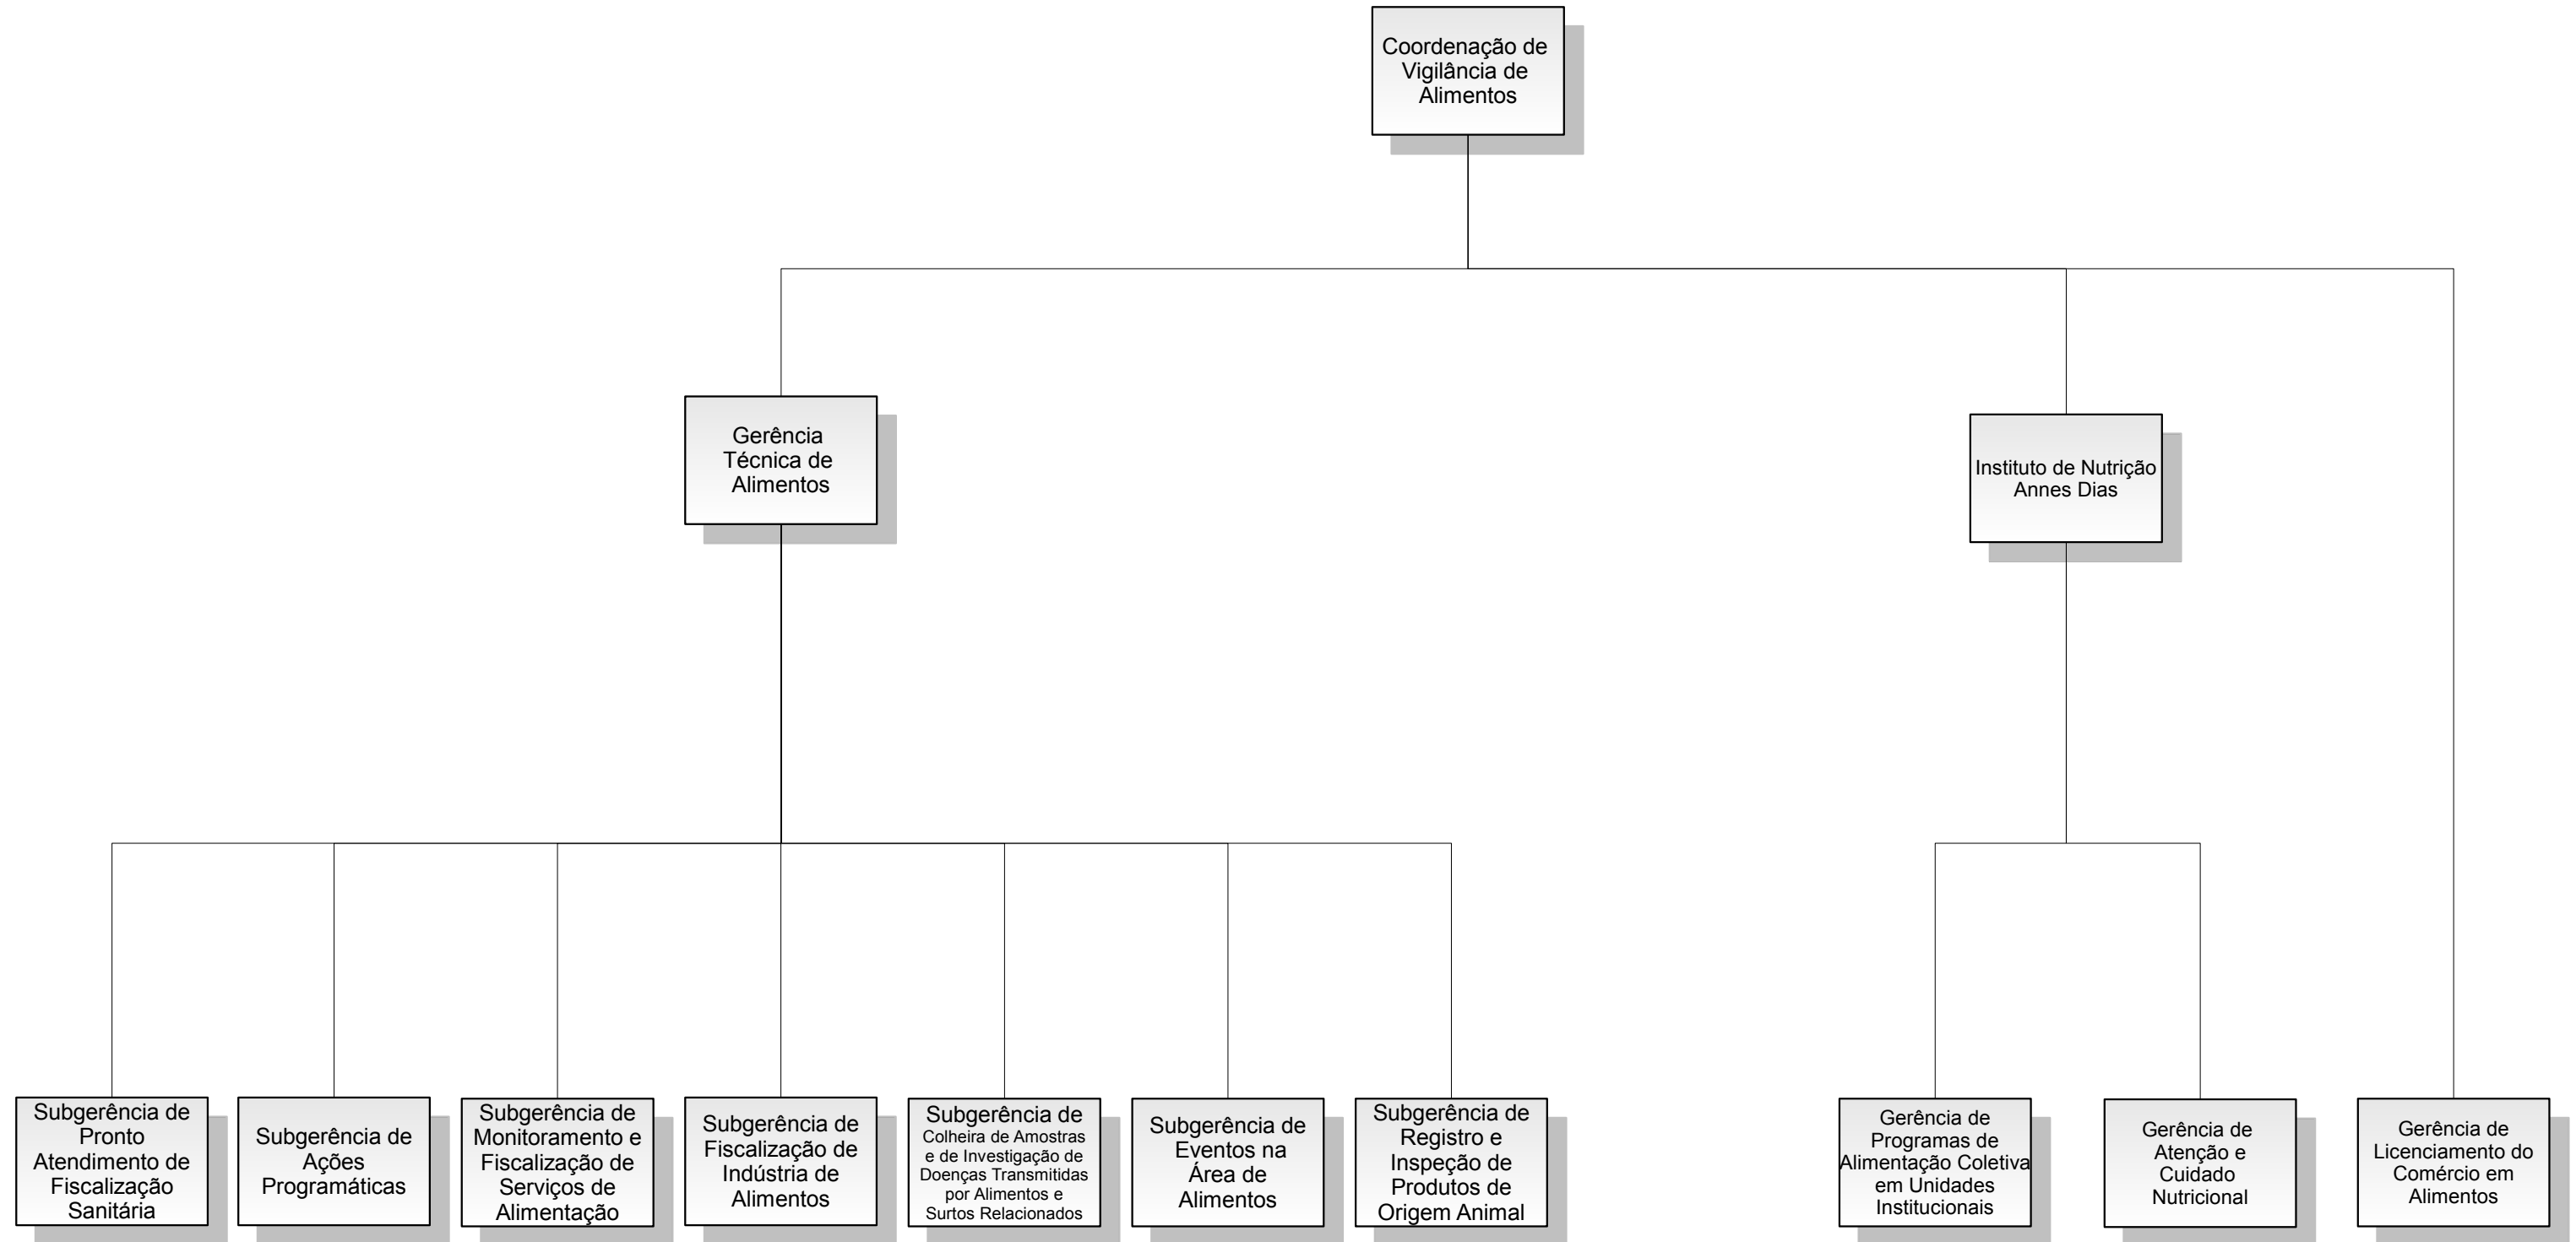 Coordenação de
Vigilância de
Alimentos
Gerência
Técnica de
Alimentos
Instituto de Nutrição
Annes Dias
Subgerência de
Pronto
Atendimento de
Fiscalização
Sanitária
Subgerência de
Ações
Programáticas
Subgerência de
Monitoramento e
Fiscalização de
Serviços de
Alimentação
Subgerência de
Fiscalização de
Indústria de
Alimentos
Subgerência de
Colheira de Amostras
e de Investigação de
Doenças Transmitidas
por Alimentos e
Surtos Relacionados
Subgerência de
Eventos na
Área de
Alimentos
Subgerência de
Registro e
Inspeção de
Produtos de
Origem Animal
Gerência de
Programas de
Alimentação Coletiva
em Unidades
Institucionais
Gerência de
Atenção e
Cuidado
Nutricional
Gerência de
Licenciamento do
Comércio em
Alimentos